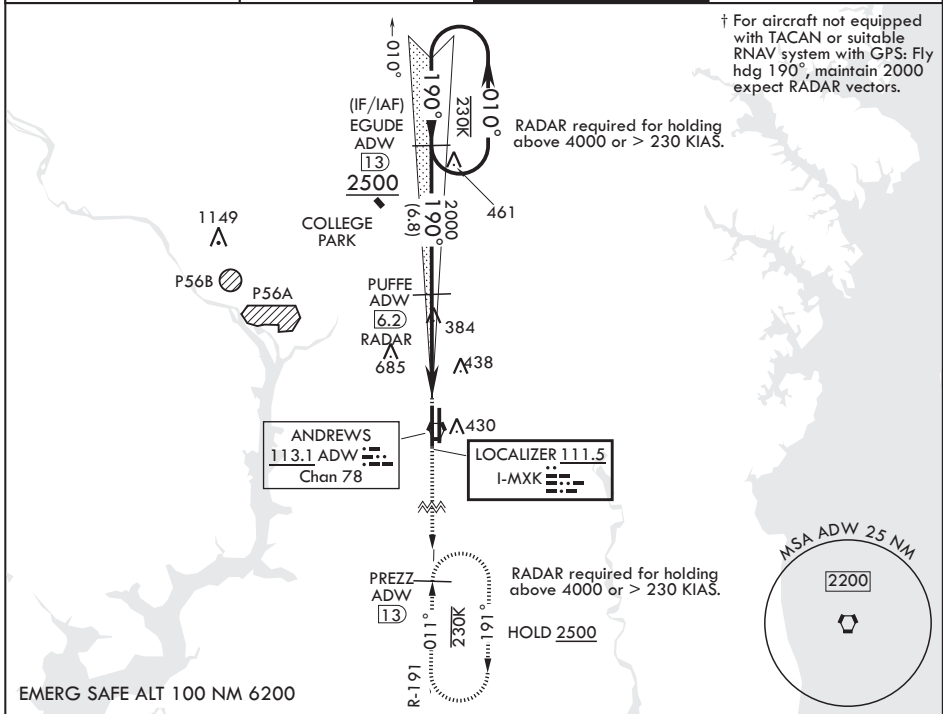 † For aircraft not equipped
with TACAN or suitable
RNAV system with GPS: Fly
hdg 190°, maintain 2000
expect RADAR vectors.
010°
190°
230K
010°
(IF/IAF)
EGUDE
ADW
13
2500
RADAR required for holding
above 4000 or > 230 KIAS.
461
COLLEGE
PARK
2000
190°
(6.8)
1149
P56B
P56A
PUFFE
ADW
6.2
RADAR
384
685
438
430
ANDREWS
113.1 ADW
Chan 78
LOCALIZER 111.5
I-MXK
PREZZ
ADW
13
RADAR required for holding
above 4000 or > 230 KIAS.
011°
230K
191°
HOLD 2500
R-191
MSA ADW 25 NM
2200
EMERG SAFE ALT 100 NM 6200